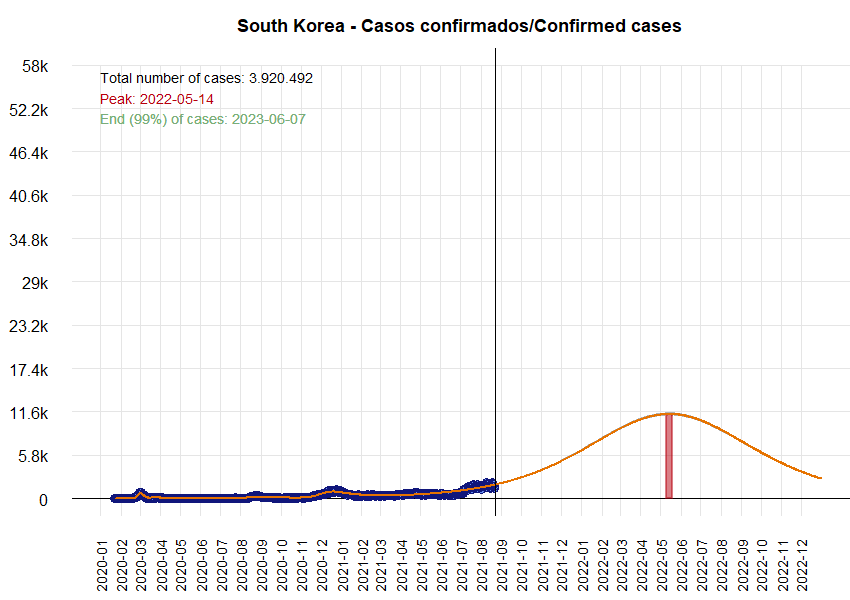 South Korea - Casos confirmados/Confirmed cases
58k
Total number of cases: 3.920.492
Peak: 2022-05-14
52.2k
End (99%) of cases: 2023-06-07
46.4k
40.6k
34.8k
29k
23.2k
17.4k
11.6k
5.8k
0
2020-01
2020-02
2020-03
2020-04
2020-05
2020-06
2020-07
2020-08
2020-09
2020-10
2020-11
2020-12
2021-01
2021-02
2021-03
2021-04
2021-05
2021-06
2021-07
2021-08
2021-09
2021-10
2021-11
2021-12
2022-01
2022-02
2022-03
2022-04
2022-05
2022-06
2022-07
2022-08
2022-09
2022-10
2022-11
2022-12